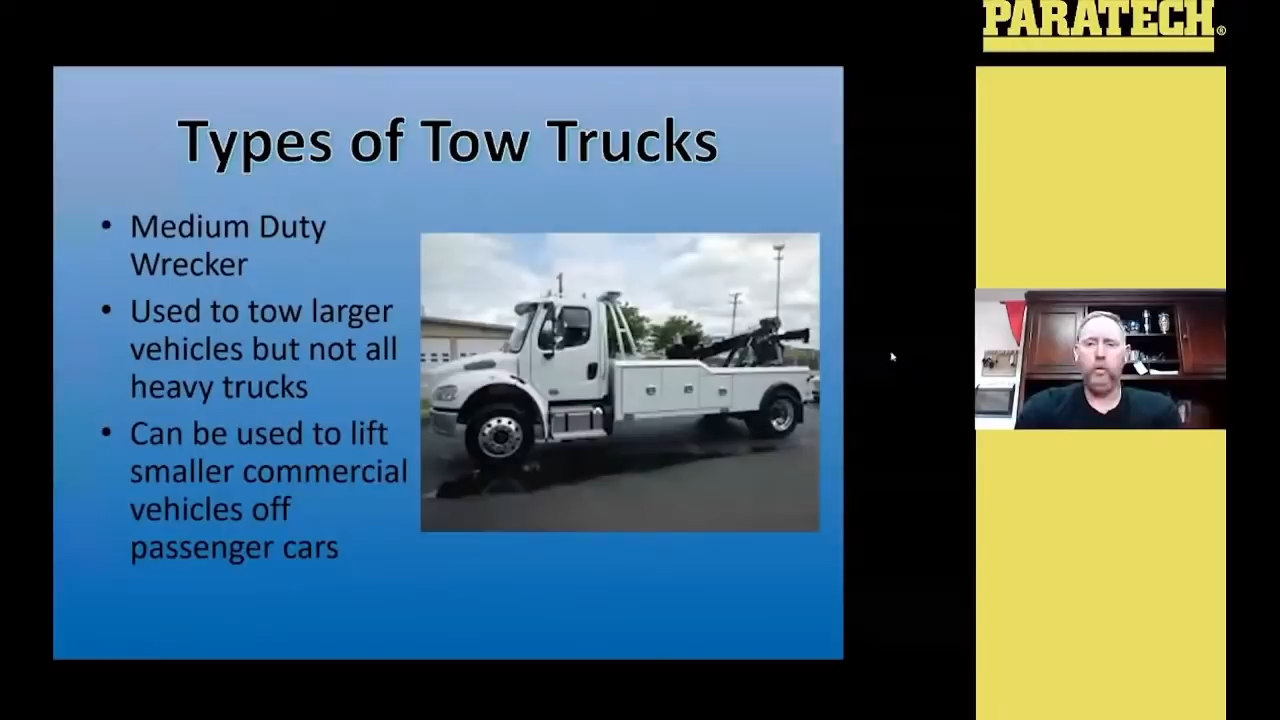 PARATECH®
Types of Tow Trucks
• Medium Duty
Wrecker
• Used to tow larger
vehicles but not all
heavy trucks
• Can be used to lift
smaller commercial
vehicles off
passenger cars